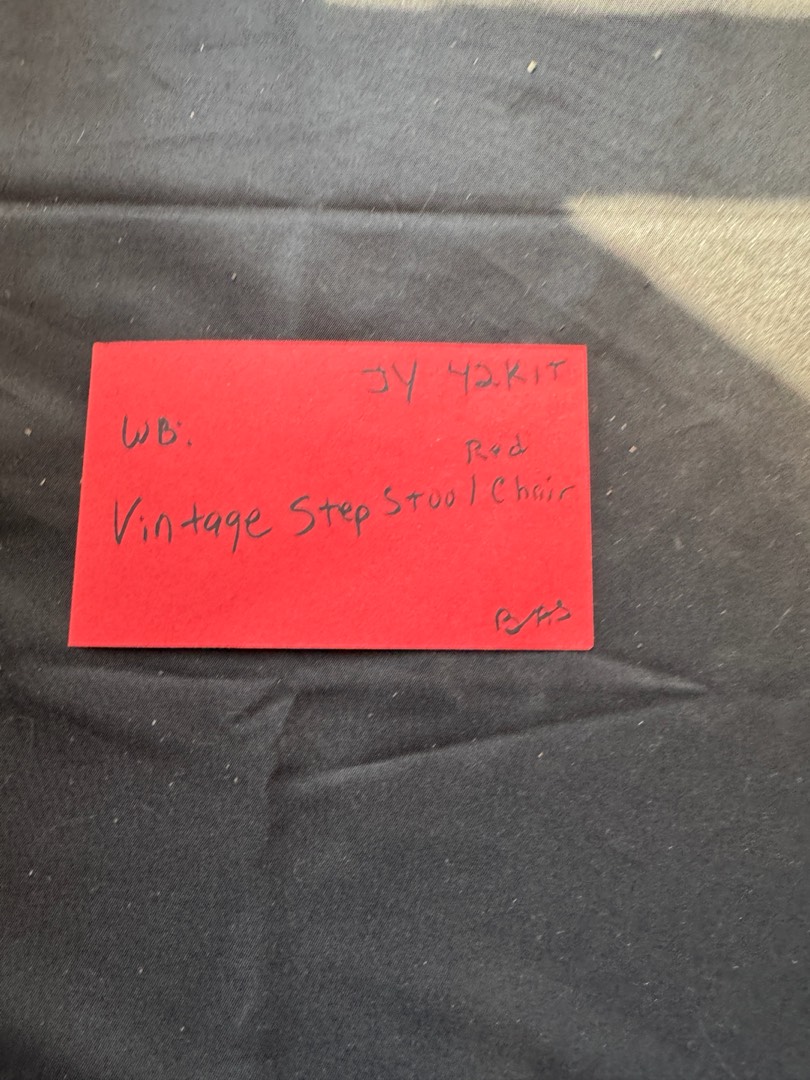 JY 42KIT
WB.
Red
Vintage Step Stool Chair